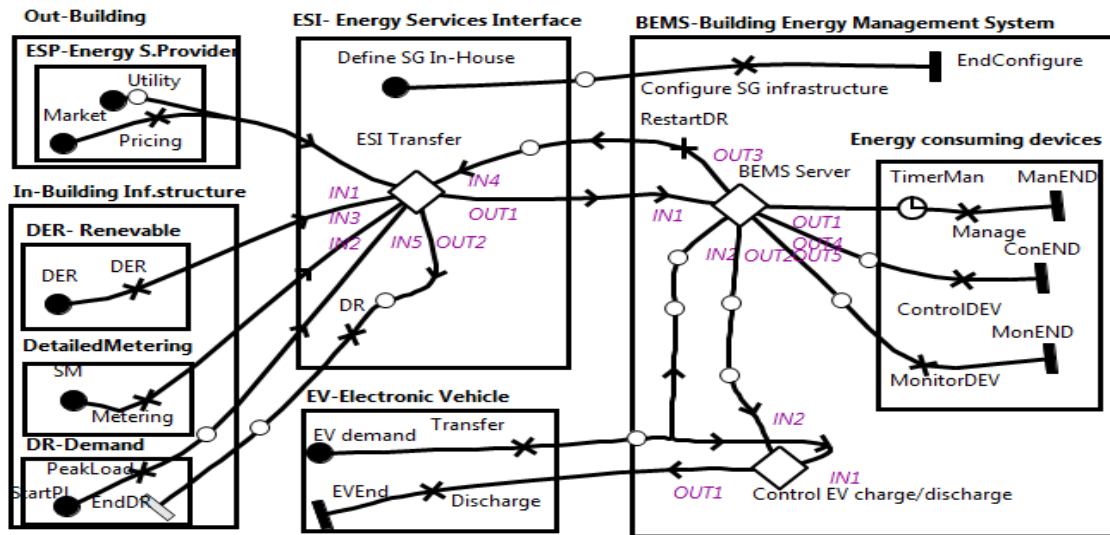 Out-Building
ESI- Energy Services Interface
BEMS-Building Energy Management System
ESP-Energy S.Provider
Utility
Market
Pricing
Define SG In-House
EndConfigure
Configure SG infrastructure
RestartDR
ESI Transfer
OUT3
BEMS Server
Energy consuming devices
TimerMan
ManEND
In-Building Inf.structure
IN1
IN3
IN2
IN4
OUT1
IN5
OUT2
IN1
IN2
OUT2
OUT1
OUT4
OUT5
Manage
ConEND
DER- Renevable
DER
DER
DR
ControlDEV
MonEND
DetailedMetering
SM
Metering
MonitorDEV
EV-Electronic Vehicle
DR-Demand
PeakLoad
StartPL
EndDR
EV demand
Transfer
IN2
EVEnd
Discharge
OUT1
IN1
Control EV charge/discharge